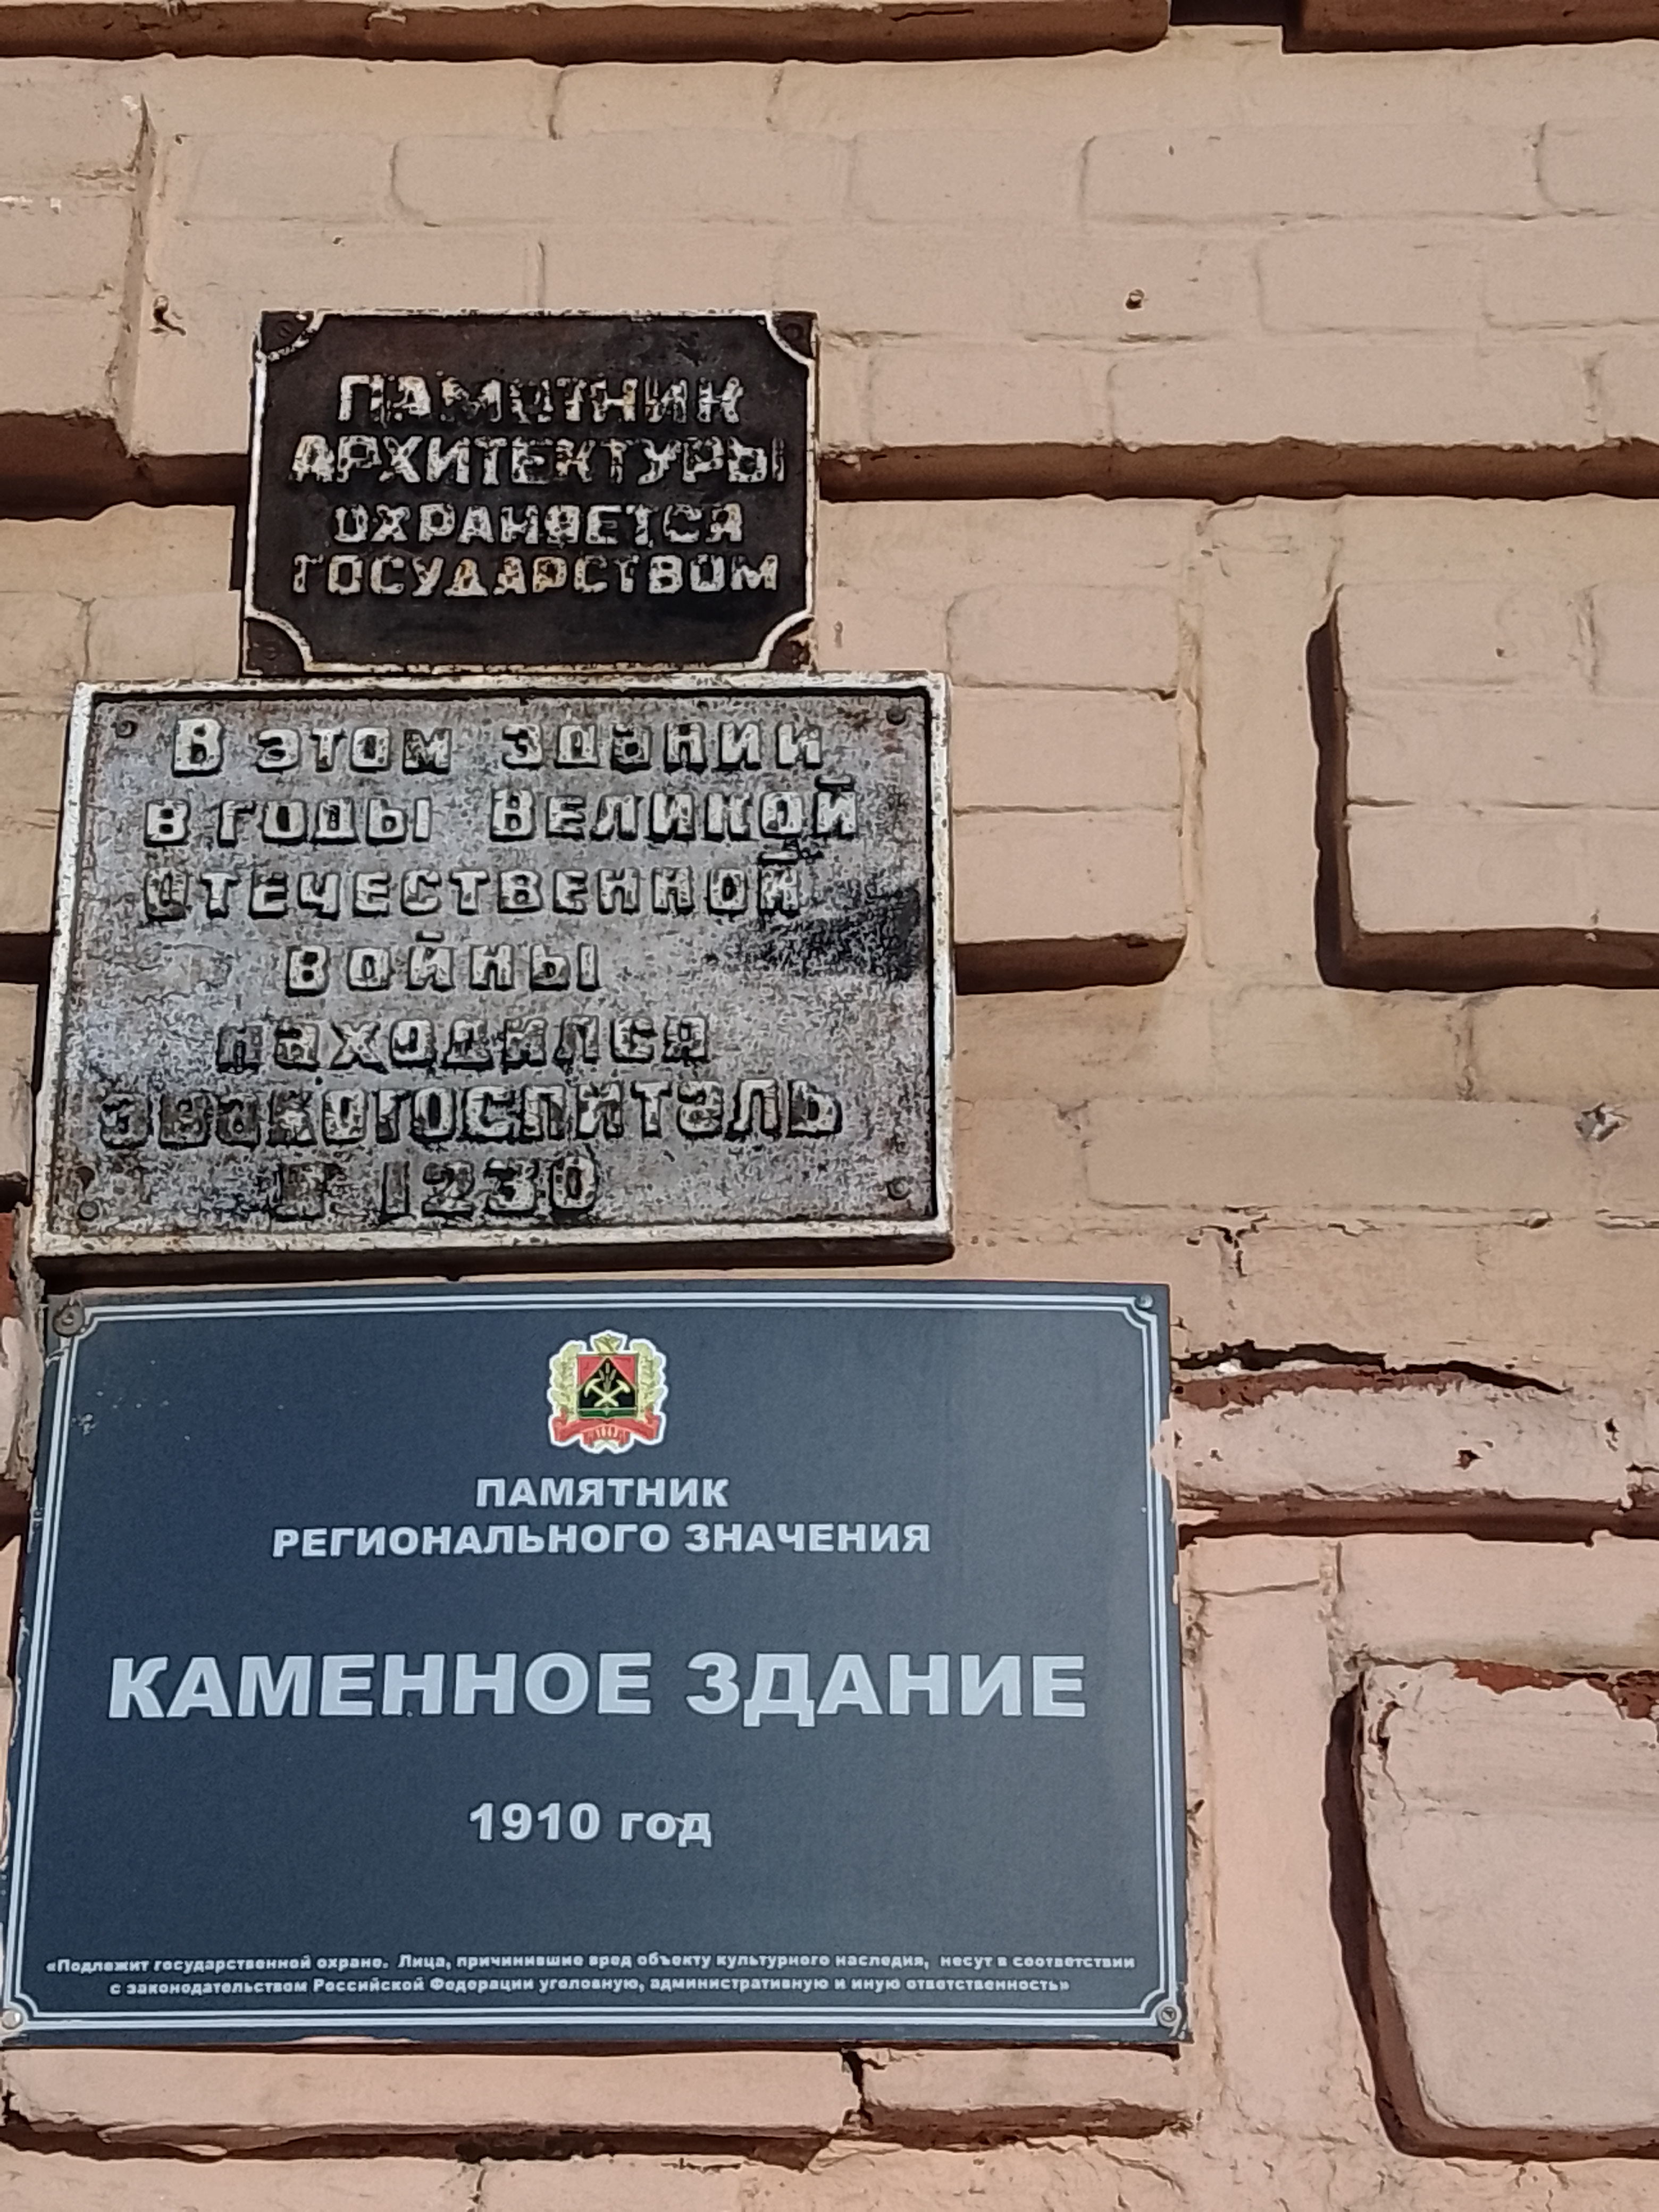 ПАМЯТНИК
АРХИТЕКТУРЫ
ОХРАНЯЕТСЯ
ГОСУДАРСТВОМ
В этом здании
в годы Великой
Отечественной
войны
находился
эвакогоспиталь
1230
ПАМЯТНИК
РЕГИОНАЛЬНОГО ЗНАЧЕНИЯ
КАМЕННОЕ ЗДАНИЕ
1910 год
«Подлежит государственной охране. Лица, причинившие вред объекту культурного наследия, несут в соответствии
с законодательством Российской Федерации уголовную, административную и иную ответственность»